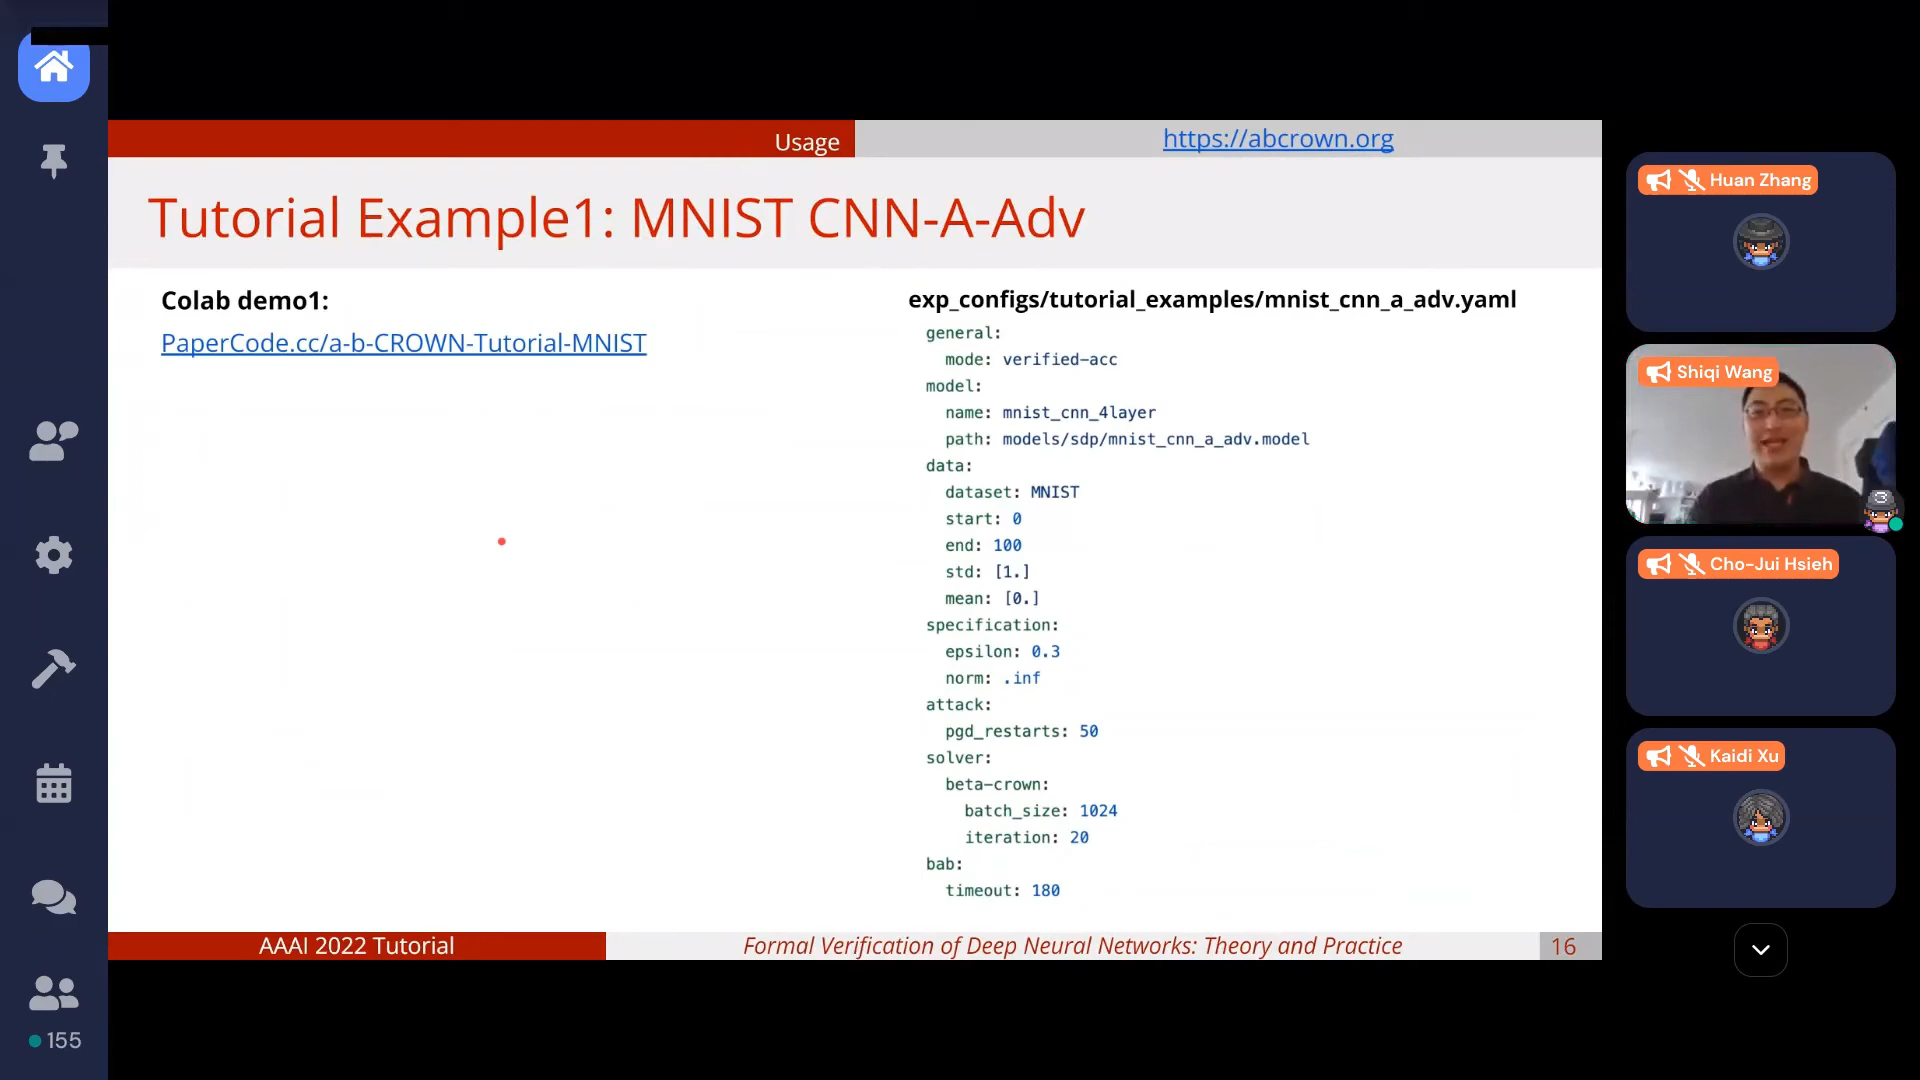 Usage
https://abcrown.org
Tutorial Example1: MNIST CNN-A-Adv
Colab demo1:
PaperCode.cc/a-b-CROWN-Tutorial-MNIST
exp_configs/tutorial_examples/mnist_cnn_a_adv.yaml
general:
mode: verified-acc
model:
name: mnist_cnn_4layer
path: models/sdp/mnist_cnn_a_adv.model
data:
dataset: MNIST
start: 0
end: 100
std: [1.]
mean: [0.]
specification:
epsilon: 0.3
norm: .inf
attack:
pgd_restarts: 50
solver:
beta-crown:
batch_size: 1024
iteration: 20
bab:
timeout: 180
AAAI 2022 Tutorial
Formal Verification of Deep Neural Networks: Theory and Practice
16
Huan Zhang
Shiqi Wang
Cho-Jui Hsieh
Kaidi Xu
155